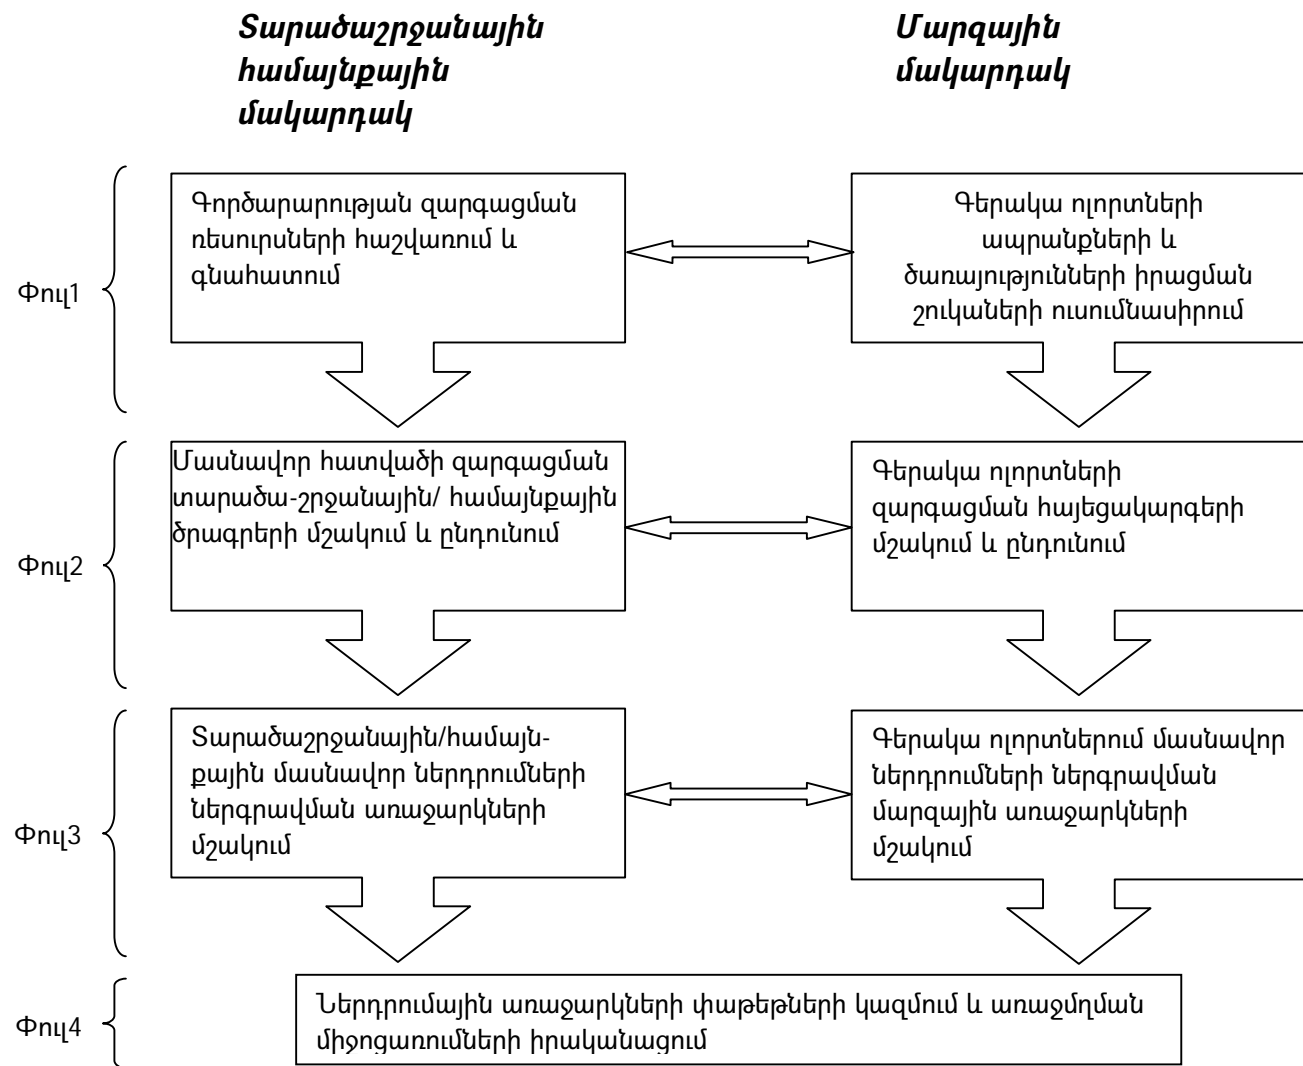 Տարածաշրջանային
համայնքային
մակարդակ
Մարզային
մակարդակ
Փուլ1
Գործարարության զարգացման
ռեսուրսների հաշվառում և
գնահատում
Գերակա ոլորտների
ապրանքների և
ծառայությունների իրացման
շուկաների ուսումնասիրում
Փուլ2
Մասնավոր հատվածի զարգացման
տարածա-շրջանային/ համայնքային
ծրագրերի մշակում և ընդունում
Գերակա ոլորտների
զարգացման հայեցակարգերի
մշակում և ընդունում
Փուլ3
Տարածաշրջանային/համայն-
քային մասնավոր ներդրումների
ներգրավման առաջարկների
մշակում
Գերակա ոլորտներում մասնավոր
ներդրումների ներգրավման
մարզային առաջարկների
մշակում
Փուլ4
Ներդրումային առաջարկների փաթեթների կազմում և առաջմղման
միջոցառումների իրականացում